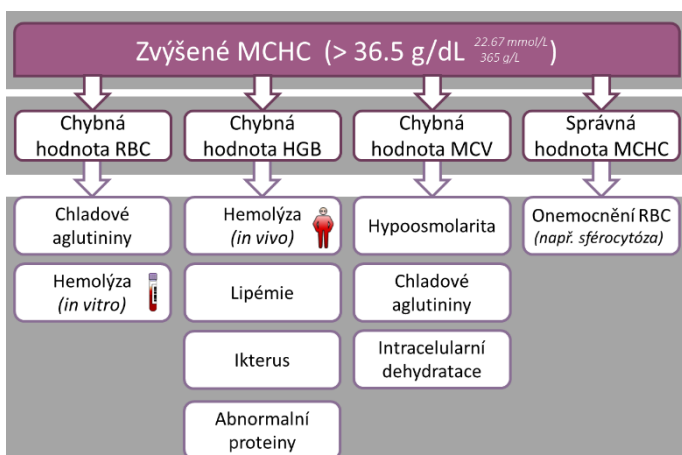 Zvýšené MCHC (> 36.5 g/dL 22.67 mmol/L 365 g/L )
Chybná
hodnota RBC
Chybná
hodnota HGB
Chybná
hodnota MCV
Správná
hodnota MCHC
Chladové
aglutininy
Hemolýza
(in vitro)
Hemolýza
(in vivo)
Lipémie
Ikterus
Abnormalní
proteiny
Hypoosmolarita
Chladové
aglutininy
Intracelularní
dehydratace
Onemocnění RBC
(např. sférocytóza)